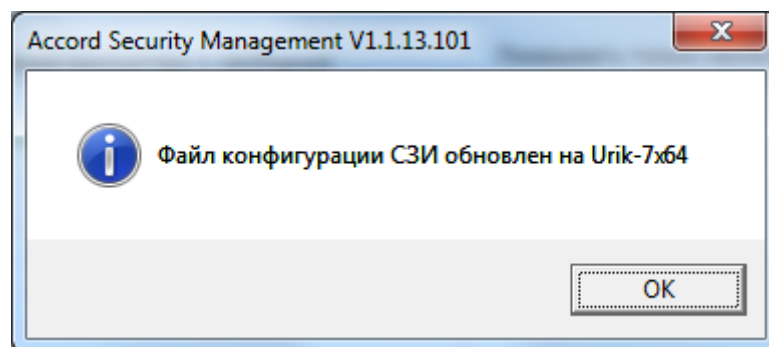 Accord Security Management V1.1.13.101
Файл конфигурации СЗИ обновлен на Urik-7x64
OK